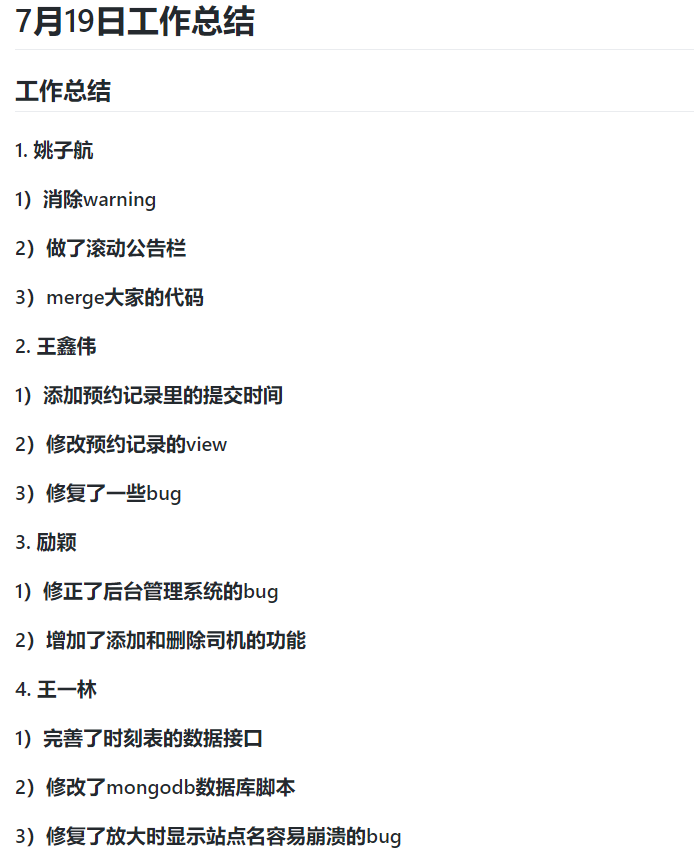 7月19日工作总结
工作总结
1. 姚子航
1）消除warning
2）做了滚动公告栏
3）merge大家的代码
2. 王鑫伟
1）添加预约记录里的提交时间
2）修改预约记录的view
3）修复了一些bug
3. 励颖
1）修正了后台管理系统的bug
2）增加了添加和删除司机的功能
4. 王一林
1）完善了时刻表的数据接口
2）修改了mongodb数据库脚本
3）修复了放大时显示站点名容易崩溃的bug